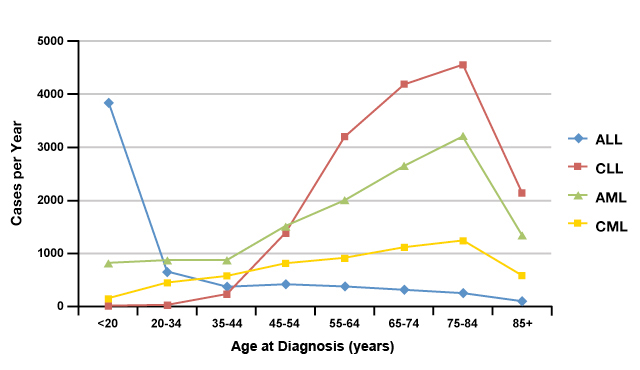 5000
4000
3000
2000
1000
0
Cases per Year
<20 20-34 35-44 45-54 55-64 65-74 75-84 85+
Age at Diagnosis (years)
ALL
CLL
AML
CML